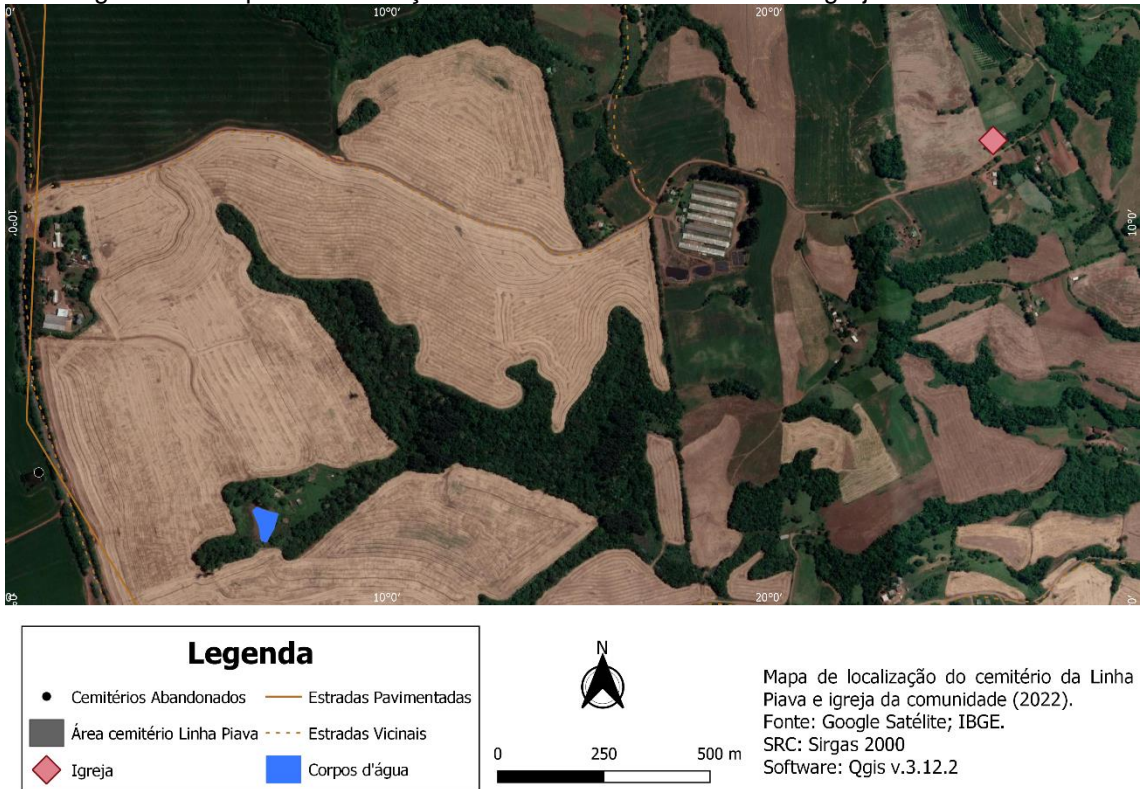 0'
10°0'
20°0'
0'
10°0'
10°0'
10°0'
20°0'
Legenda
Cemitérios Abandonados
Estradas Pavimentadas
Área cemitério Linha Piava
Estradas Vicinais
Igreja
Corpos d'água
N
0 250 500 m
Mapa de localização do cemitério da Linha
Piava e igreja da comunidade (2022).
Fonte: Google Satélite; IBGE.
SRC: Sirgas 2000
Software: Qgis v.3.12.2